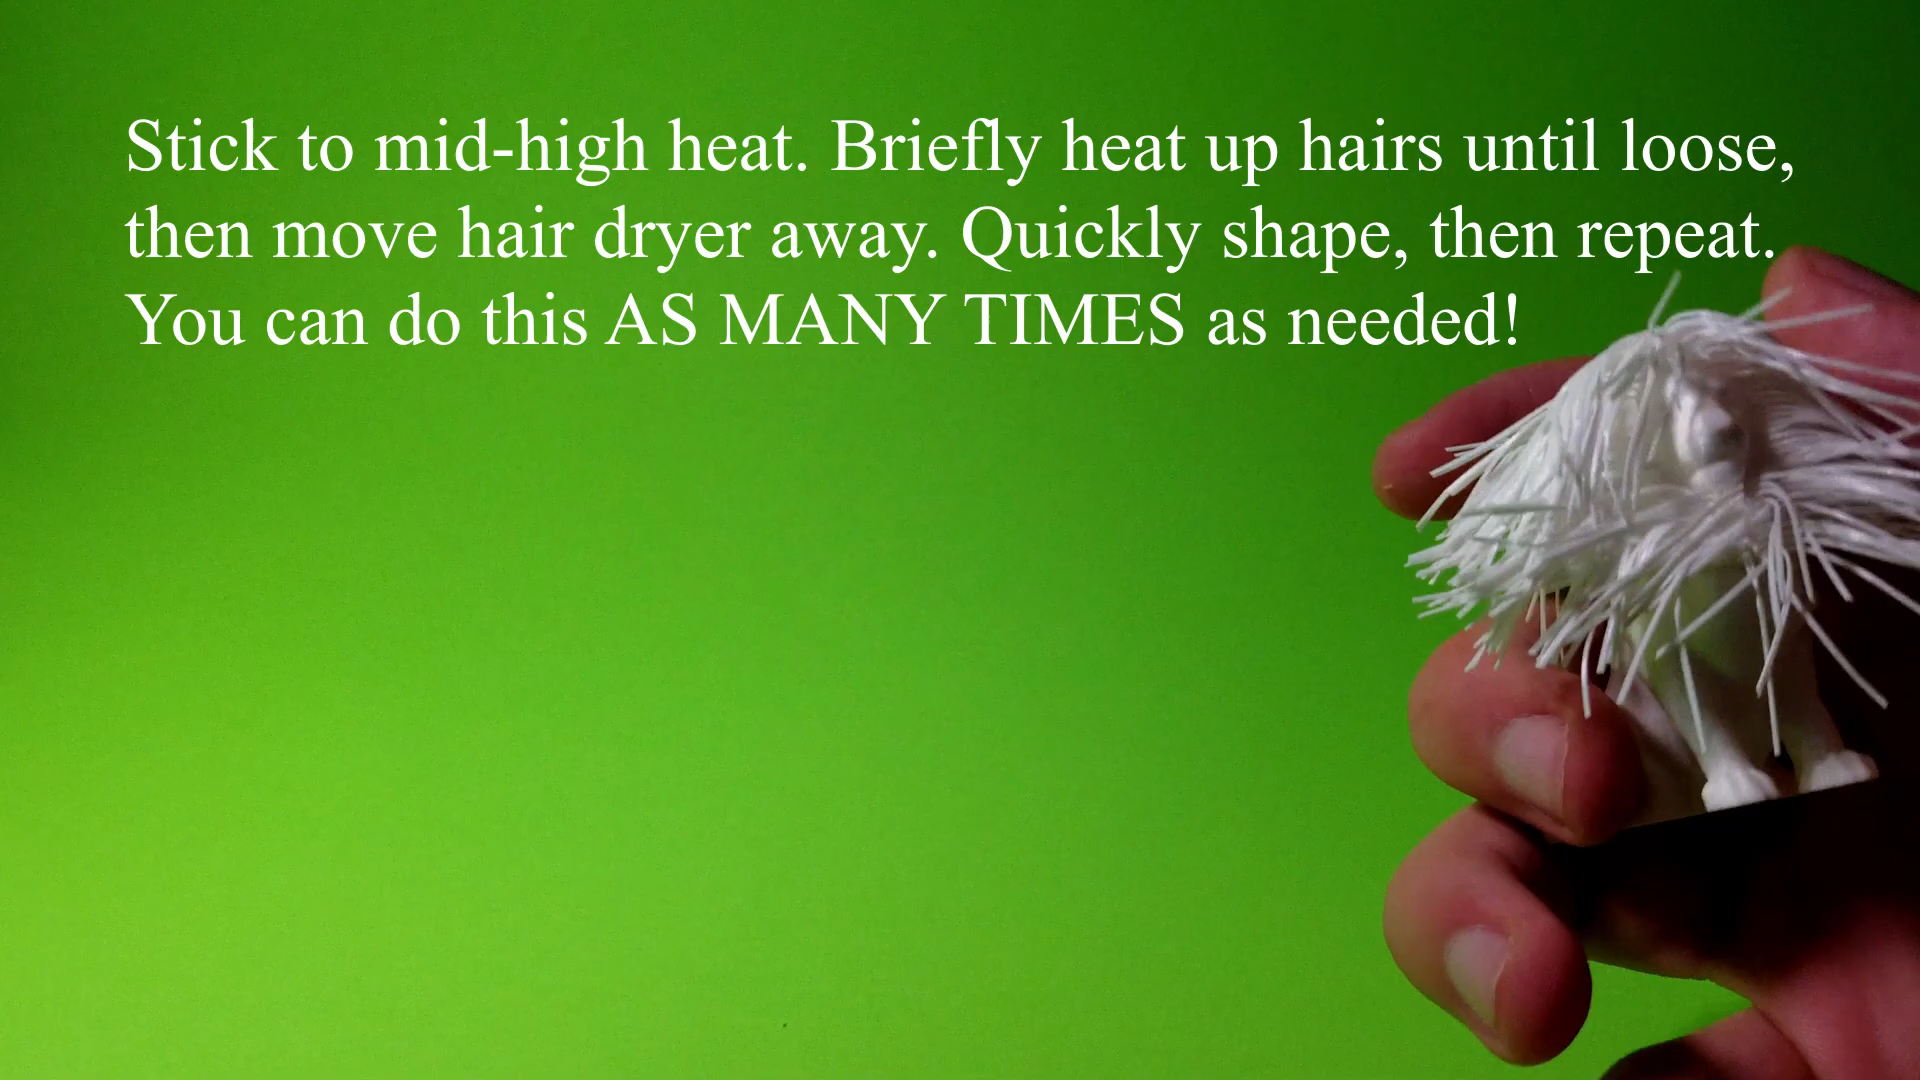 Stick to mid-high heat. Briefly heat up hairs until loose,
then move hair dryer away. Quickly shape, then repeat.
You can do this AS MANY TIMES as needed!